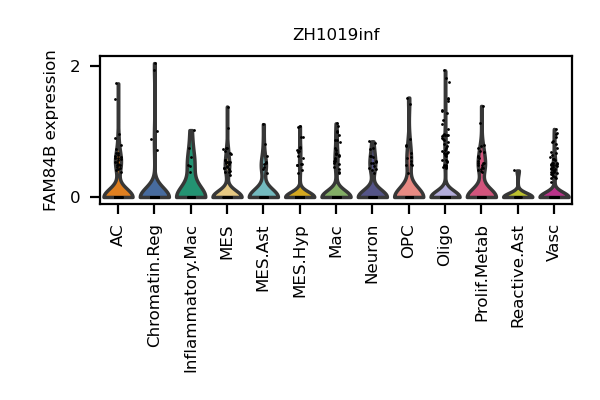 ZH1019inf
FAM84B expression
2
0
AC
Chromatin.Reg
Inflammatory.Mac
MES
MES.Ast
MES.Hyp
Mac
Neuron
OPC
Oligo
Prolif.Metab
Reactive.Ast
Vasc